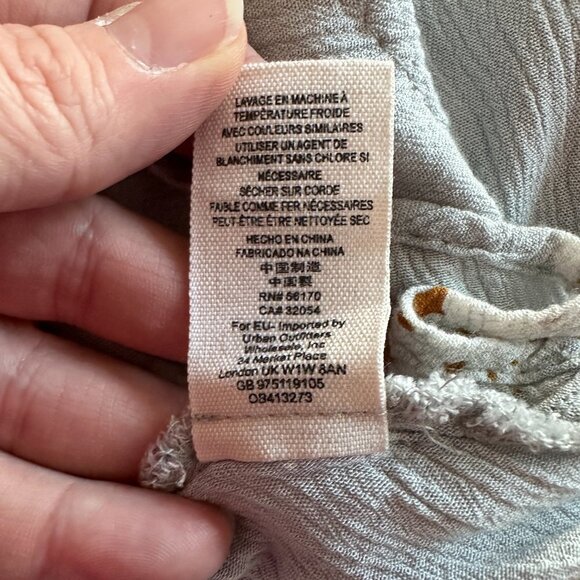 LAVAGE EN MACHINE À
TEMPÉRATURE FROIDE
AVEC COULEURS SIMILAIRES
UTILISER UN AGENT DE
BLANCHIMENT SANS CHLORE SI
NÉCESSAIRE
SÉCHER SUR CORDE
FAIBLE COMME FER NÉCESSAIRES
PEUT-ÊTRE ÊTRE NETTOYÉE SEC
HECHO EN CHINA
FABRICADO NA CHINA
中国制造
中国製
RN# 56170
CA# 32054
For EU- Imported by
Urban Outfitters
Wholesale, Inc
24 Market Place
London UK W1W 8AN
GB 975119105
OB413273